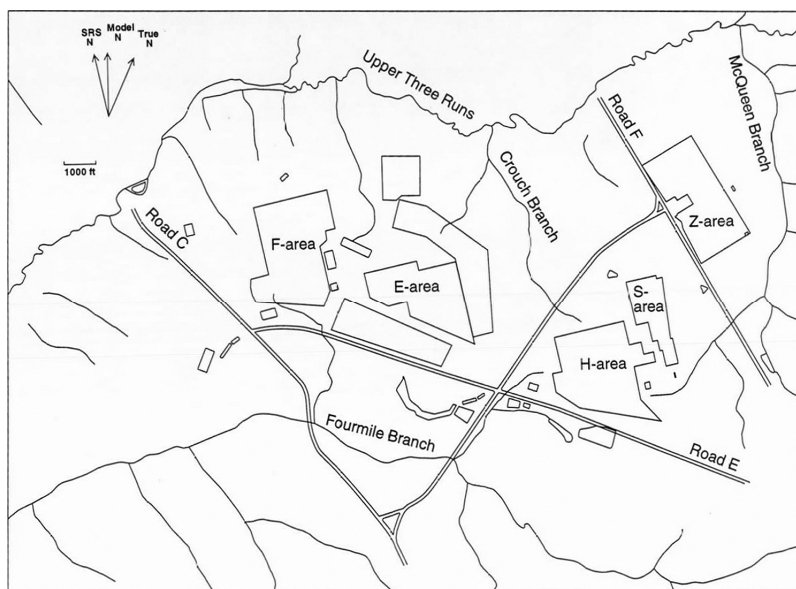 SRS
N
Model
N
True
N
1000 ft
Upper Three Runs
McQueen Branch
Road F
Crouch Branch
Road C
Z-area
F-area
E-area
S-
area
H-area
Fourmile Branch
Road E